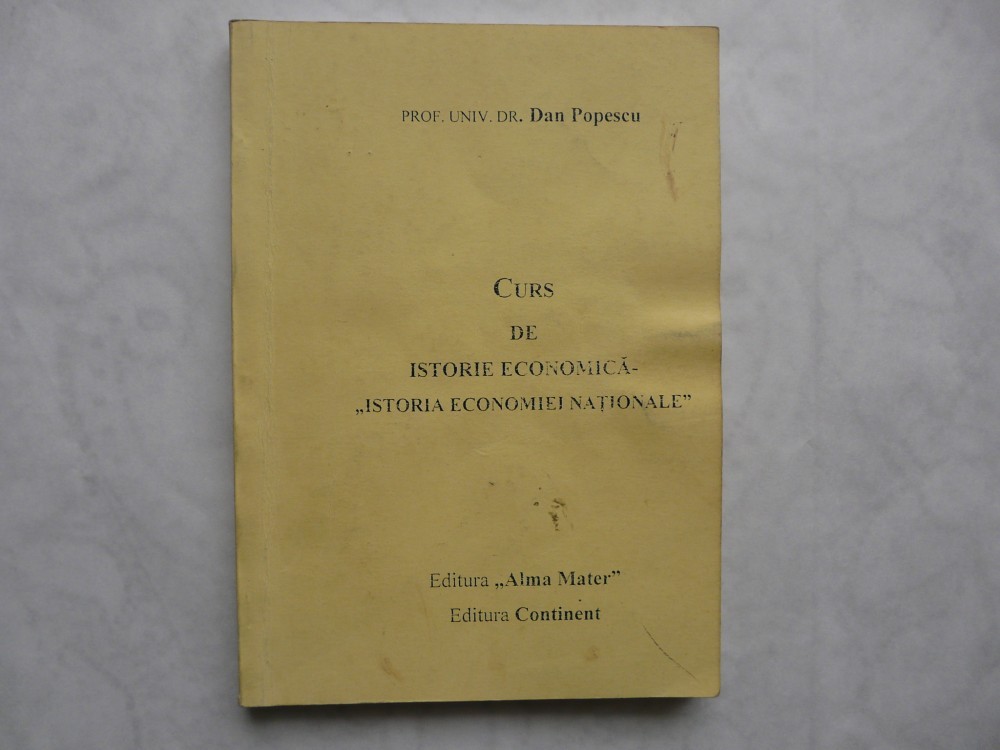 PROF. UNIV. DR. Dan Popescu
CURS
DE
ISTORIE ECONOMICĂ-
„ISTORIA ECONOMIEI NAȚIONALE”
Editura „Alma Mater”
Editura Continent